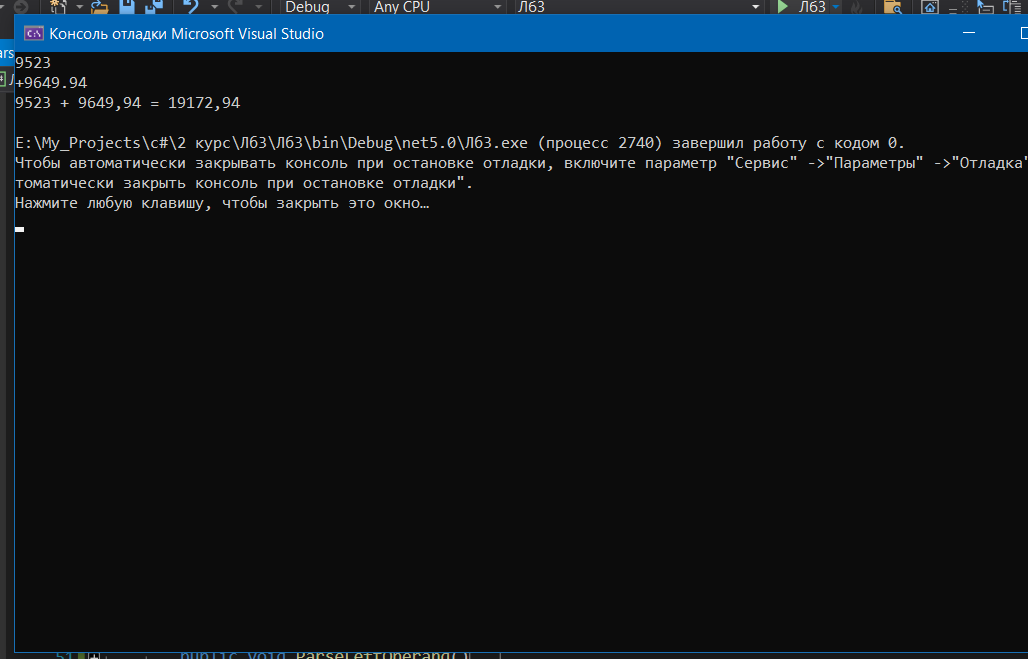 Debug Any CPU Лб3 Лб3
Консоль отладки Microsoft Visual Studio
9523
+9649.94
9523 + 9649,94 = 19172,94
E:\My_Projects\c#\2 курс\Лб3\Лб3\bin\Debug\net5.0\Лб3.exe (процесс 2740) завершил работу с кодом 0.
Чтобы автоматически закрывать консоль при остановке отладки, включите параметр "Сервис" ->"Параметры" ->"Отладка"
томатически закрыть консоль при остановке отладки".
Нажмите любую клавишу, чтобы закрыть это окно…
51 public void ParseLeftOperand()